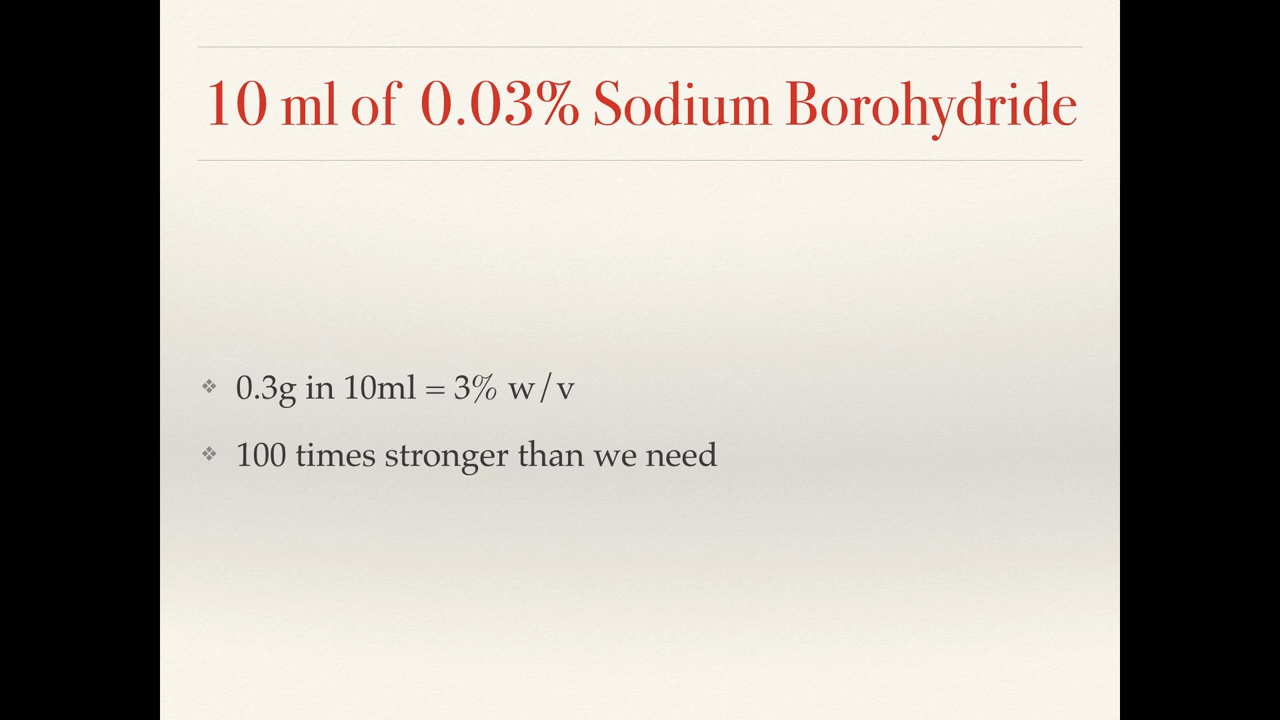 10 ml of 0.03% Sodium Borohydride
0.3g in 10ml = 3% w/v
100 times stronger than we need